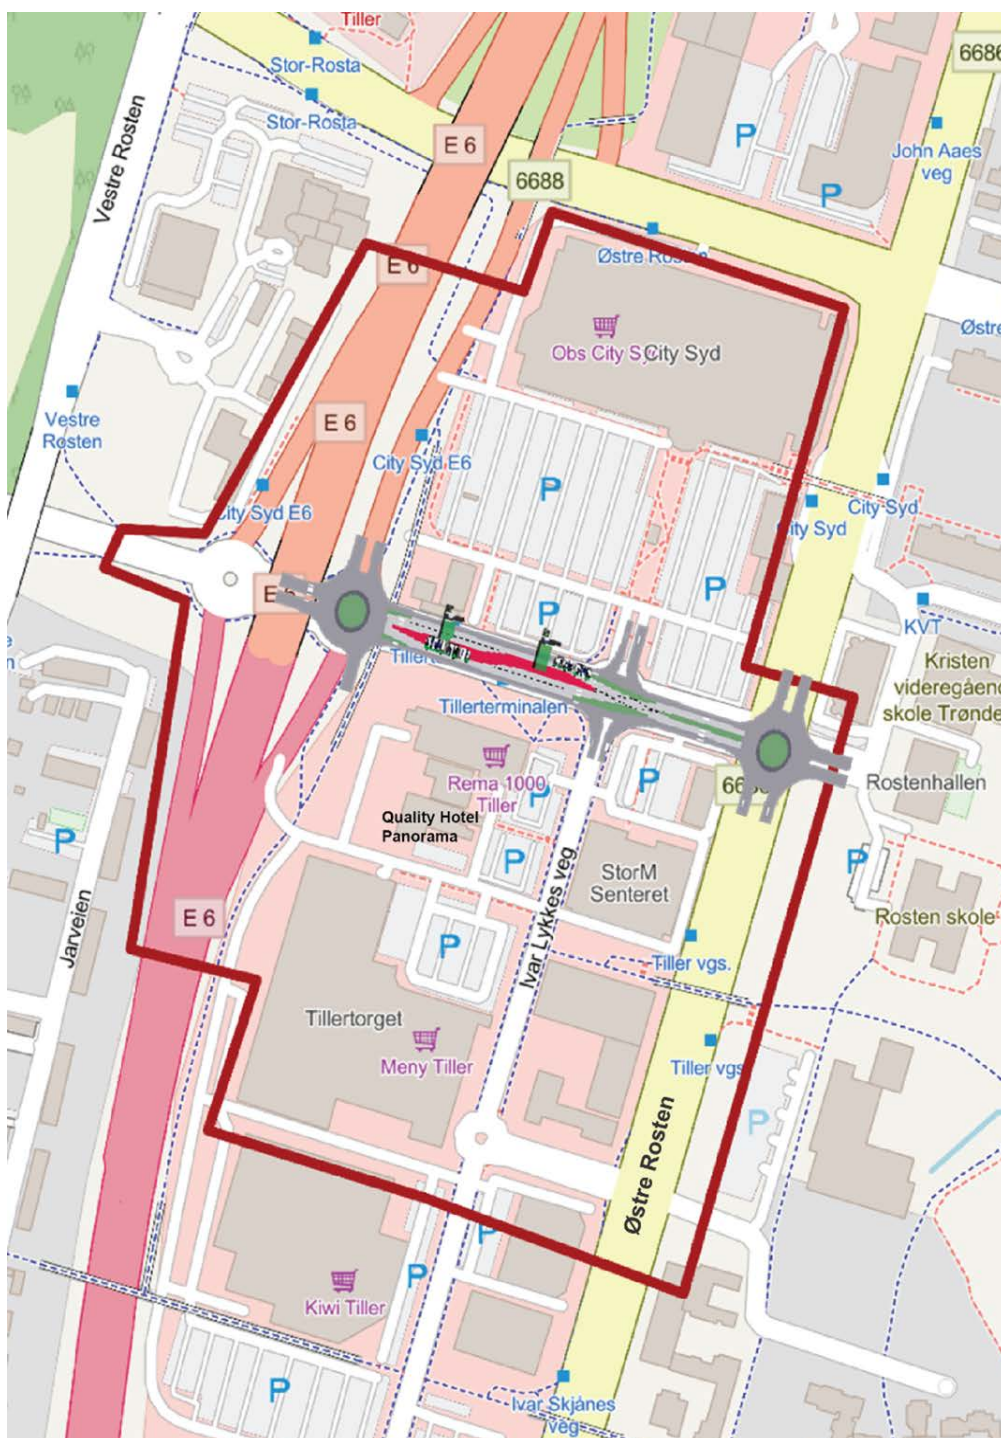 Tiller
Stor-Rosta
Stor-Rosta
E 6
6686
John Aaes
veg
P
P
6688
Vestre Rosten
Østre Rosten
E 6
Østre
Obs City Sy
City Syd
E 6
Vestre
Rosten
City Syd E6
P
City Syd E6
City Syd
City Syd
P
P
KVT
Kristen
videregående
skole Trønde
Tillerterminalen
Rema 1000
Tiller
P
P
Rostenhallen
Quality Hotel
Panorama
P
P
P
StorM
Senteret
Rosten skole
E 6
P
Ivar Lykkes veg
Jarveien
Tiller vgs.
Tillertorget
Meny Tiller
Tiller vgs
P
Østre Rosten
P
P
Kiwi Tiller
P
Ivar Skjånes
veg